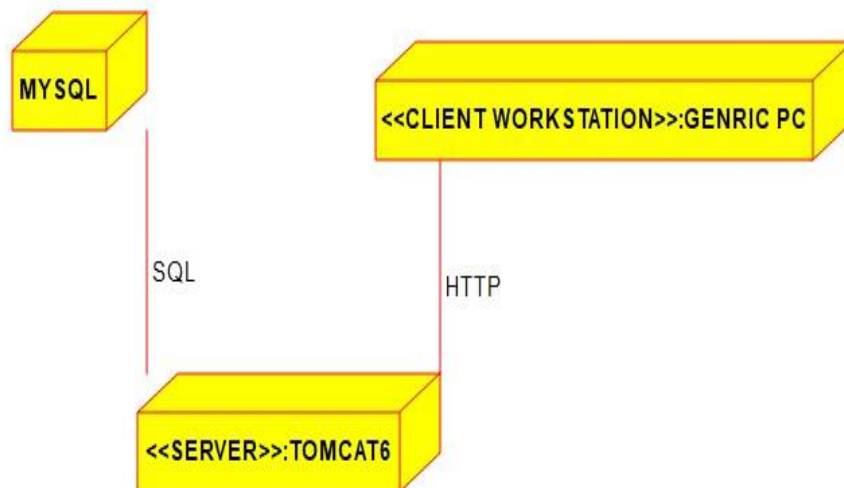 MYSQL
<<CLIENT WORKSTATION>>:GENRIC PC
SQL
HTTP
<<SERVER>>:TOMCAT6